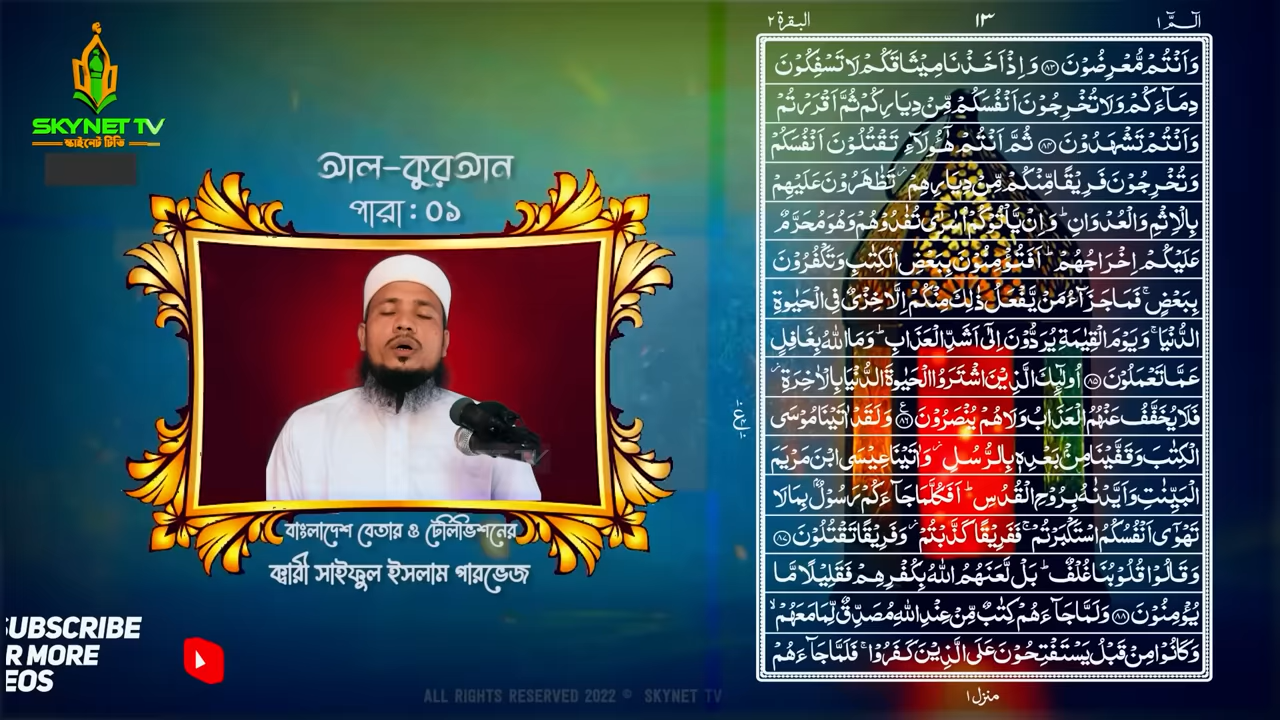 SKYNET TV
স্কাইনেট টিভি
আল-কুরআন
পারা : ০১
বাংলাদেশ বেতার ও টেলিভিশনের
ক্বারী সাইফুল ইসলাম পারভেজ
SUBSCRIBE
R MORE
EOS
ALL RIGHTS RESERVED 2022 © SKYNET TV
الٓمّٓ ١
١٣
البقرة ٢
وَاَنْتُمْ مُّعْرِضُوْنَ ﴿٨٣﴾ وَاِذْ اَخَذْنَا مِيْثَاقَكُمْ لَا تَسْفِكُوْنَ
دِمَآءَكُمْ وَلَا تُخْرِجُوْنَ اَنْفُسَكُمْ مِّنْ دِيَارِكُمْ ثُمَّ اَقْرَرْتُمْ
وَاَنْتُمْ تَشْهَدُوْنَ ﴿٨٤﴾ ثُمَّ اَنْتُمْ هٰٓؤُلَآءِ تَقْتُلُوْنَ اَنْفُسَكُمْ
وَتُخْرِجُوْنَ فَرِيْقًا مِّنْكُمْ مِّنْ دِيَارِهِمْ ؗ تَظٰهَرُوْنَ عَلَيْهِمْ
بِالْاِثْمِ وَالْعُدْوَانِ ؕ وَاِنْ يَّاْتُوْكُمْ اُسٰرٰى تُفٰدُوْهُمْ وَهُوَ مُحَرَّمٌ
عَلَيْكُمْ اِخْرَاجُهُمْ ؕ اَفَتُؤْمِنُوْنَ بِبَعْضِ الْكِتٰبِ وَتَكْفُرُوْنَ
بِبَعْضٍ ۚ فَمَا جَزَآءُ مَنْ يَّفْعَلُ ذٰلِكَ مِنْكُمْ اِلَّا خِزْيٌ فِى الْحَيٰوةِ
الدُّنْيَا ۚ وَيَوْمَ الْقِيٰمَةِ يُرَدُّوْنَ اِلٰٓى اَشَدِّ الْعَذَابِ ؕ وَمَا اللّٰهُ بِغَافِلٍ
عَمَّا تَعْمَلُوْنَ ﴿٨٥﴾ اُولٰٓئِكَ الَّذِيْنَ اشْتَرَوُا الْحَيٰوةَ الدُّنْيَا بِالْاٰخِرَةِ ؗ
فَلَا يُخَفَّفُ عَنْهُمُ الْعَذَابُ وَلَا هُمْ يُنْصَرُوْنَ ﴿٨٦﴾ وَلَقَدْ اٰتَيْنَا مُوْسَى
الْكِتٰبَ وَقَفَّيْنَا مِنْۢ بَعْدِهٖ بِالرُّسُلِ ؗ وَاٰتَيْنَا عِيْسَى ابْنَ مَرْيَمَ
الْبَيِّنٰتِ وَاَيَّدْنٰهُ بِرُوْحِ الْقُدُسِ ؕ اَفَكُلَّمَا جَآءَكُمْ رَسُوْلٌۢ بِمَا لَا
تَهْوٰٓى اَنْفُسُكُمُ اسْتَكْبَرْتُمْ ۚ فَفَرِيْقًا كَذَّبْتُمْ ؗ وَفَرِيْقًا تَقْتُلُوْنَ ﴿٨٧﴾
وَقَالُوْا قُلُوْبُنَا غُلْفٌ ؕ بَلْ لَّعَنَهُمُ اللّٰهُ بِكُفْرِهِمْ فَقَلِيْلًا مَّا
يُؤْمِنُوْنَ ﴿٨٨﴾ وَلَمَّا جَآءَهُمْ كِتٰبٌ مِّنْ عِنْدِ اللّٰهِ مُصَدِّقٌ لِّمَا مَعَهُمْ ۙ
وَكَانُوْا مِنْ قَبْلُ يَسْتَفْتِحُوْنَ عَلَى الَّذِيْنَ كَفَرُوْا ۚ فَلَمَّا جَآءَهُمْ
منزل ١